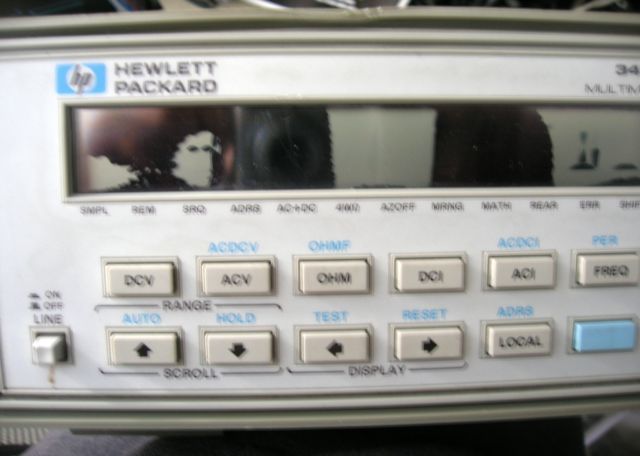 hp HEWLETT
PACKARD
34
MULTIM
SMPL REM SRQ ADRS AC+DC 4WΩ AZOFF MRNG MATH REAR ERR SHIF
ACDCV OHMF ACDCI PER
DCV ACV OHM DCI ACI FREQ
ON
OFF
LINE
RANGE
AUTO HOLD TEST RESET ADRS
LOCAL
SCROLL DISPLAY